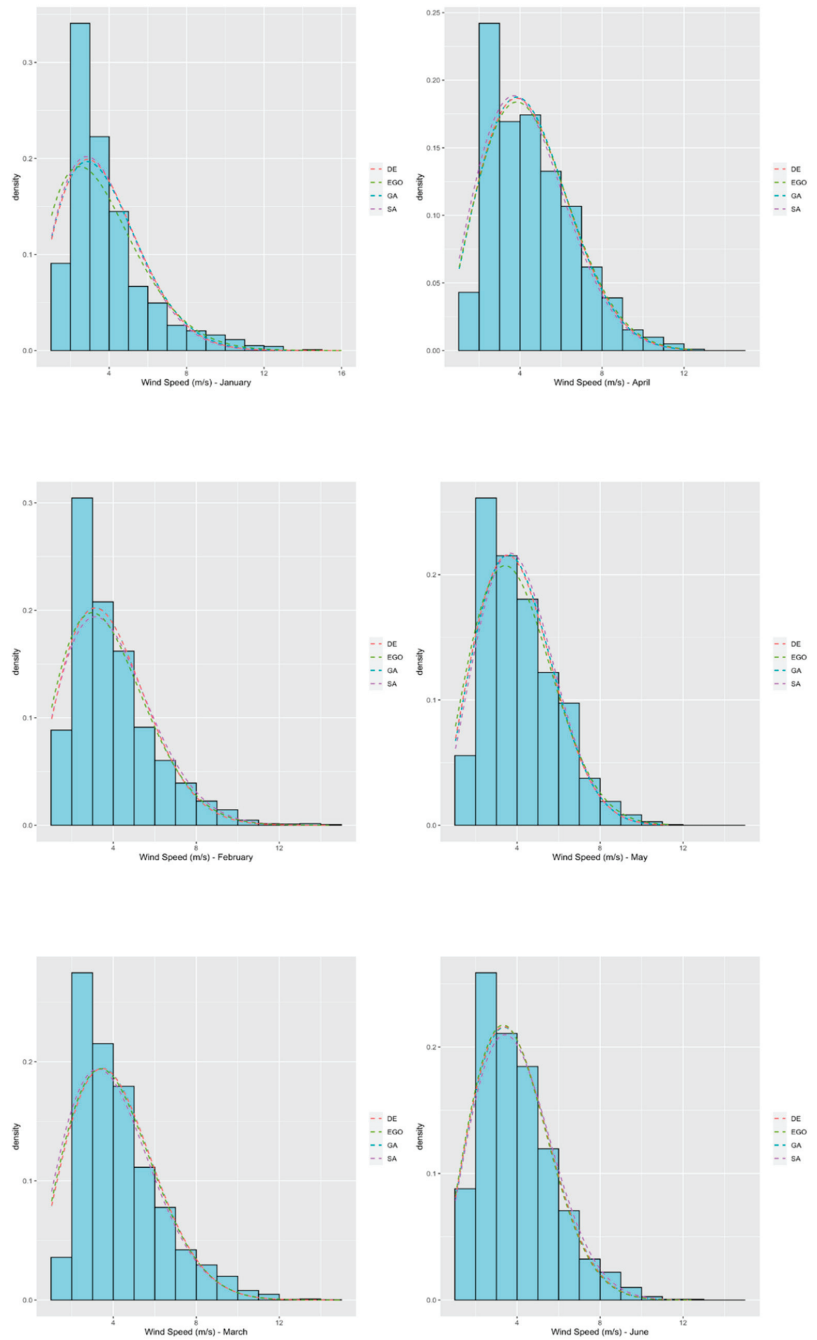 0.3-
0.2-
0.1-
0.0-
density
4
8
12
16
Wind Speed (m/s) - January
DE
EGO
GA
SA
0.25-
0.20-
0.15-
0.10-
0.05-
0.00-
density
4
8
12
Wind Speed (m/s) - April
DE
EGO
GA
SA
0.3-
0.2-
0.1-
0.0-
density
4
8
12
Wind Speed (m/s) - February
DE
EGO
GA
SA
0.2-
0.1-
0.0-
density
4
8
12
Wind Speed (m/s) - May
DE
EGO
GA
SA
0.2-
0.1-
0.0-
density
4
8
12
Wind Speed (m/s) - March
DE
EGO
GA
SA
0.2-
0.1-
0.0-
density
4
8
12
Wind Speed (m/s) - June
DE
EGO
GA
SA